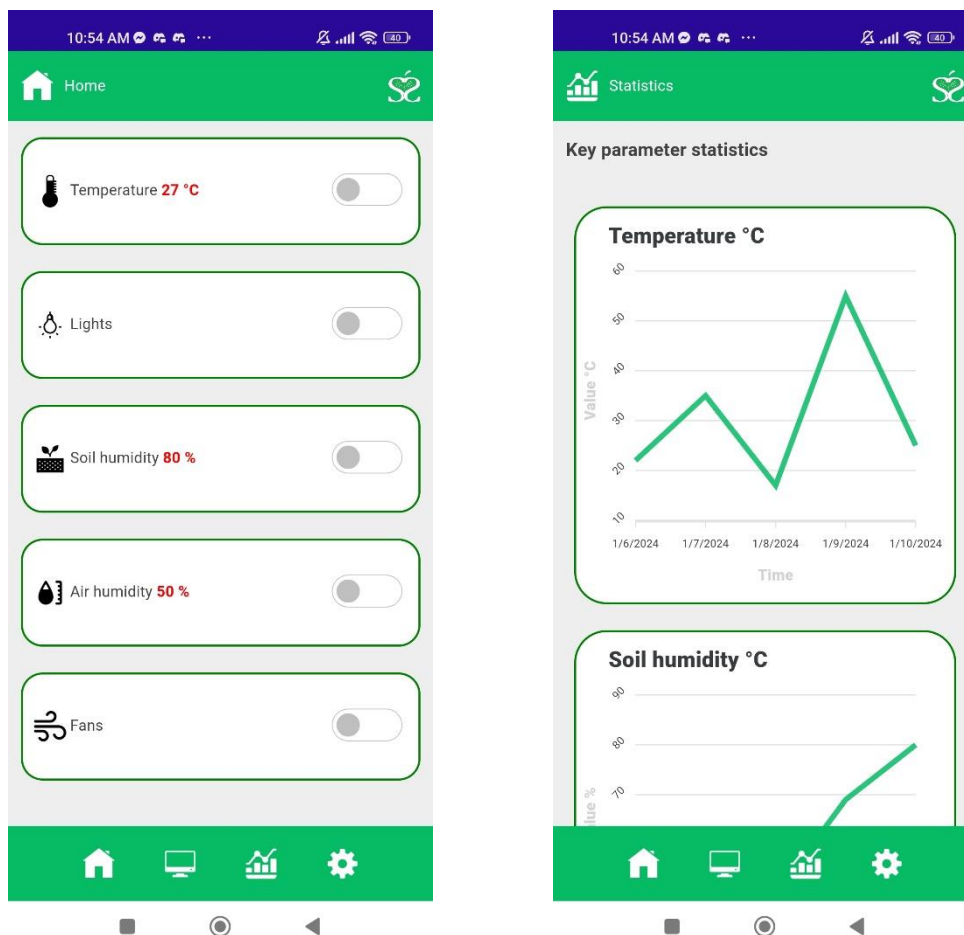 10:54 AM
40
Home
Temperature 27 °C
Lights
Soil humidity 80 %
Air humidity 50 %
Fans
10:54 AM
40
Statistics
Key parameter statistics
Temperature °C
60
50
40
30
20
10
Value °C
1/6/2024 1/7/2024 1/8/2024 1/9/2024 1/10/2024
Time
Soil humidity °C
90
80
70